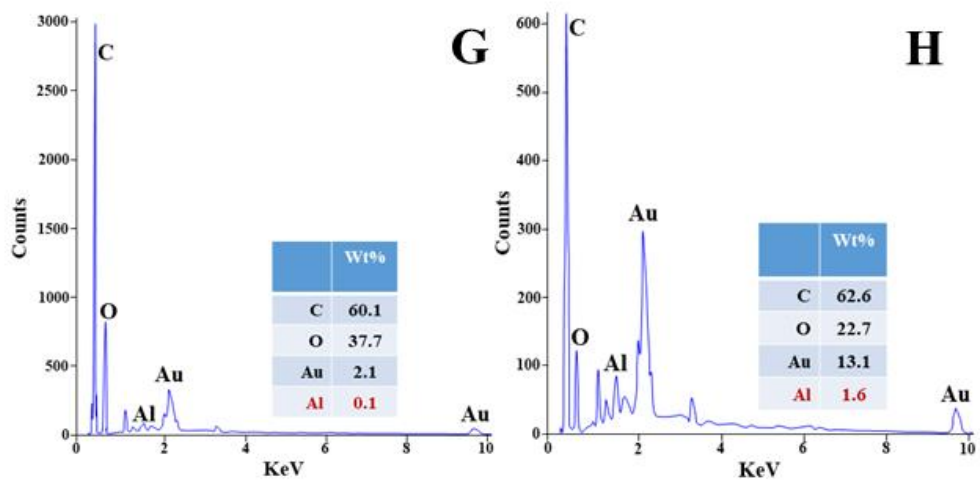 G
3000
2500
2000
1500
1000
500
0
Counts
C
O
Al
Au
Au
Wt%
C 60.1
O 37.7
Au 2.1
Al 0.1
0 2 4 6 8 10
KeV
H
600
500
400
300
200
100
0
Counts
C
O
Al
Au
Au
Wt%
C 62.6
O 22.7
Au 13.1
Al 1.6
0 2 4 6 8 10
KeV